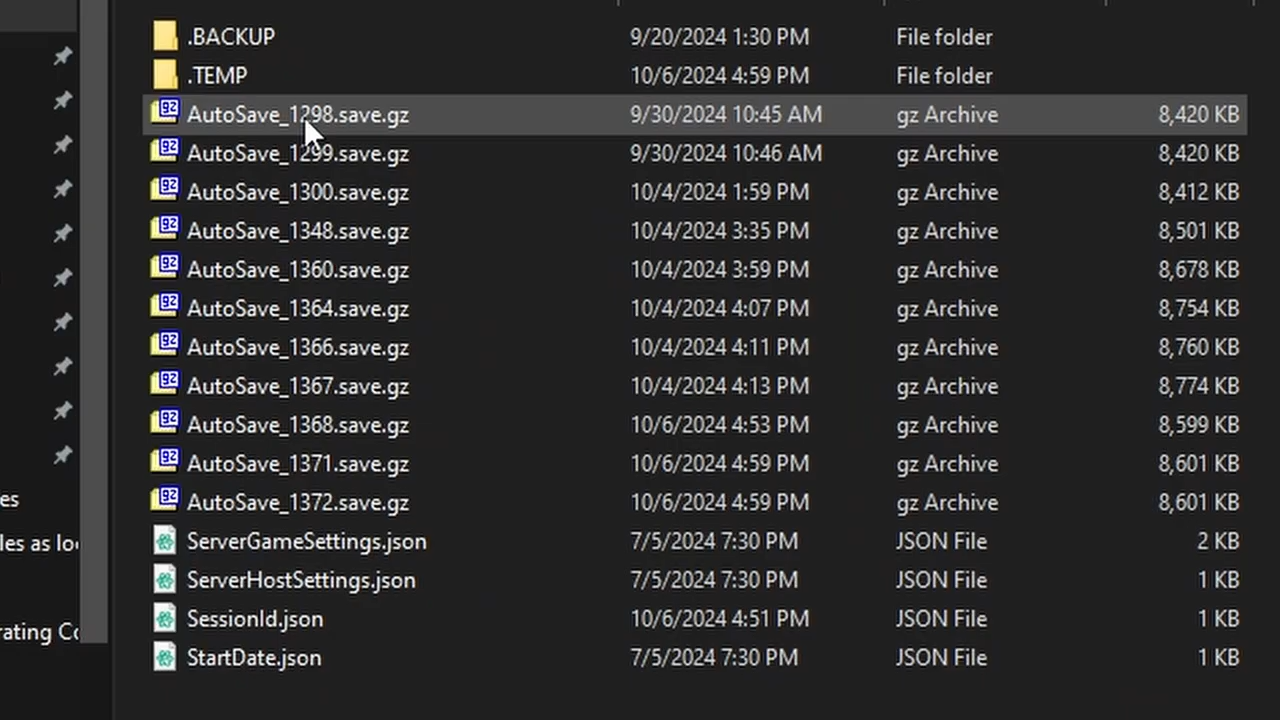 .BACKUP 9/20/2024 1:30 PM File folder
.TEMP 10/6/2024 4:59 PM File folder
AutoSave_1298.save.gz 9/30/2024 10:45 AM gz Archive 8,420 KB
AutoSave_1299.save.gz 9/30/2024 10:46 AM gz Archive 8,420 KB
AutoSave_1300.save.gz 10/4/2024 1:59 PM gz Archive 8,412 KB
AutoSave_1348.save.gz 10/4/2024 3:35 PM gz Archive 8,501 KB
AutoSave_1360.save.gz 10/4/2024 3:59 PM gz Archive 8,678 KB
AutoSave_1364.save.gz 10/4/2024 4:07 PM gz Archive 8,754 KB
AutoSave_1366.save.gz 10/4/2024 4:11 PM gz Archive 8,760 KB
AutoSave_1367.save.gz 10/4/2024 4:13 PM gz Archive 8,774 KB
AutoSave_1368.save.gz 10/6/2024 4:53 PM gz Archive 8,599 KB
AutoSave_1371.save.gz 10/6/2024 4:59 PM gz Archive 8,601 KB
es
AutoSave_1372.save.gz 10/6/2024 4:59 PM gz Archive 8,601 KB
les as lo
ServerGameSettings.json 7/5/2024 7:30 PM JSON File 2 KB
ServerHostSettings.json 7/5/2024 7:30 PM JSON File 1 KB
SessionId.json 10/6/2024 4:51 PM JSON File 1 KB
rating C
StartDate.json 7/5/2024 7:30 PM JSON File 1 KB